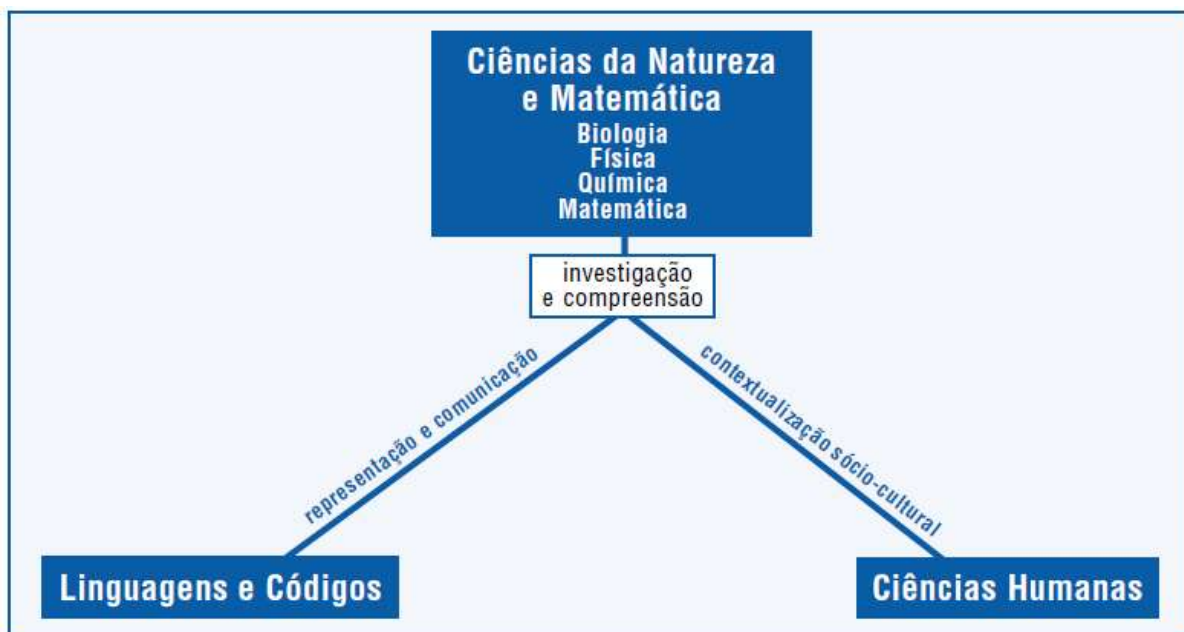 Ciências da Natureza
e Matemática
Biologia
Física
Química
Matemática
investigação
e compreensão
representação e comunicação
contextualização sócio-cultural
Linguagens e Códigos
Ciências Humanas